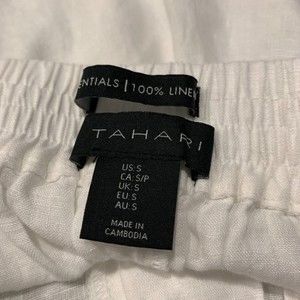 ENTIALS | 100% LINEN
TAHARI
US:S
CA:S/P
UK:S
EU:S
AU:S
MADE IN
CAMBODIA